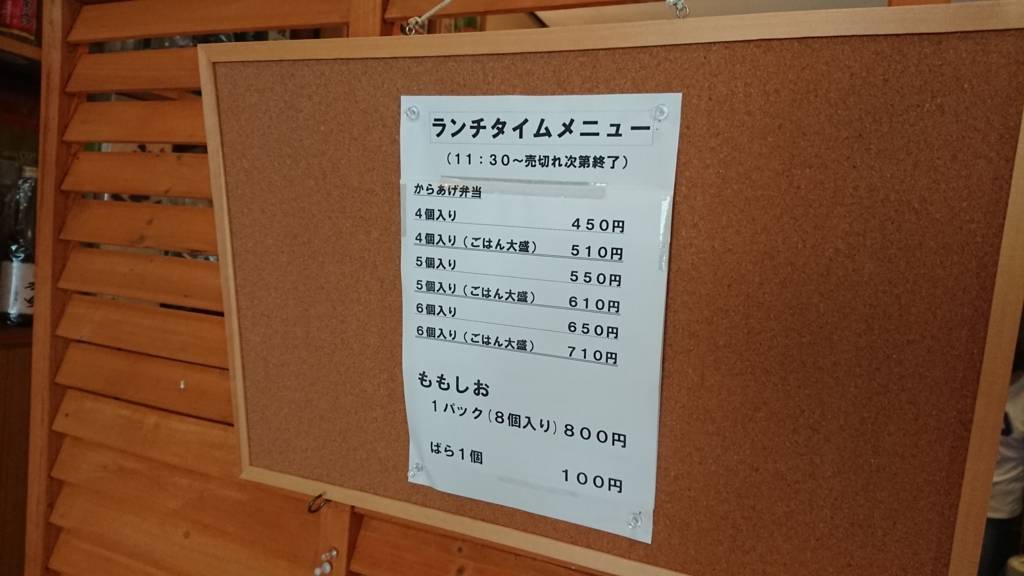 ランチタイムメニュー
（１１：３０～売切れ次第終了）
からあげ弁当
４個入り ４５０円
４個入り（ごはん大盛） ５１０円
５個入り ５５０円
５個入り（ごはん大盛） ６１０円
６個入り ６５０円
６個入り（ごはん大盛） ７１０円
ももしお
１パック（８個入り）８００円
ばら１個 １００円